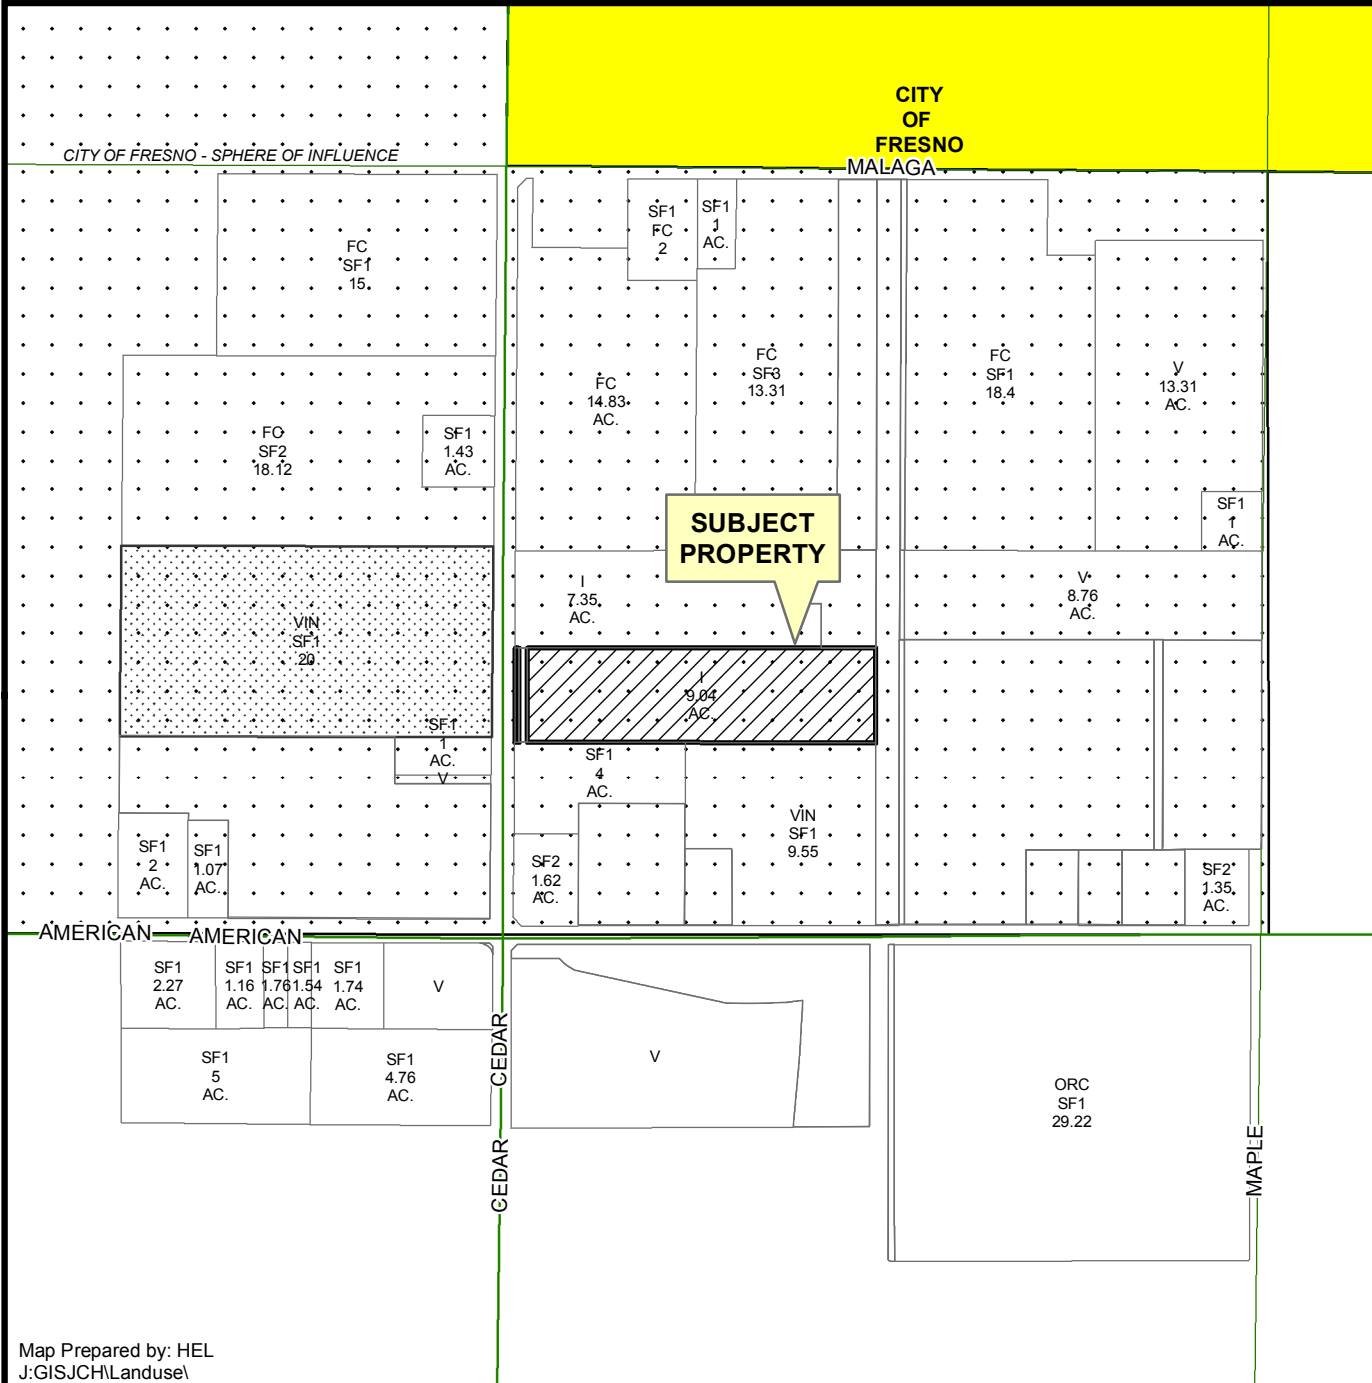 CITY
OF
FRESNO
CITY OF FRESNO - SPHERE OF INFLUENCE
MALAGA
FC
SF1
15
SF1
FC
2
SF1
1
AC.
FC
SF2
18.12
SF1
1.43
AC.
FC
14.83
AC.
FC
SF3
13.31
FC
SF1
18.4
V
13.31
AC.
SF1
1
AC.
SUBJECT
PROPERTY
I
7.35
AC.
V
8.76
AC.
VIN
SF1
20
I
9.04
AC.
SF1
1
AC.
V
SF1
4
AC.
VIN
SF1
9.55
SF1
2
AC.
SF1
1.07
AC.
SF2
1.62
AC.
SF2
1.35
AC.
AMERICAN
AMERICAN
SF1
2.27
AC.
SF1
1.16
AC.
SF1
1.76
AC.
SF1
1.54
AC.
SF1
1.74
AC.
V
SF1
5
AC.
SF1
4.76
AC.
CEDAR
CEDAR
V
ORC
SF1
29.22
MAPLE
Map Prepared by: HEL
J:GISJCH\Landuse\